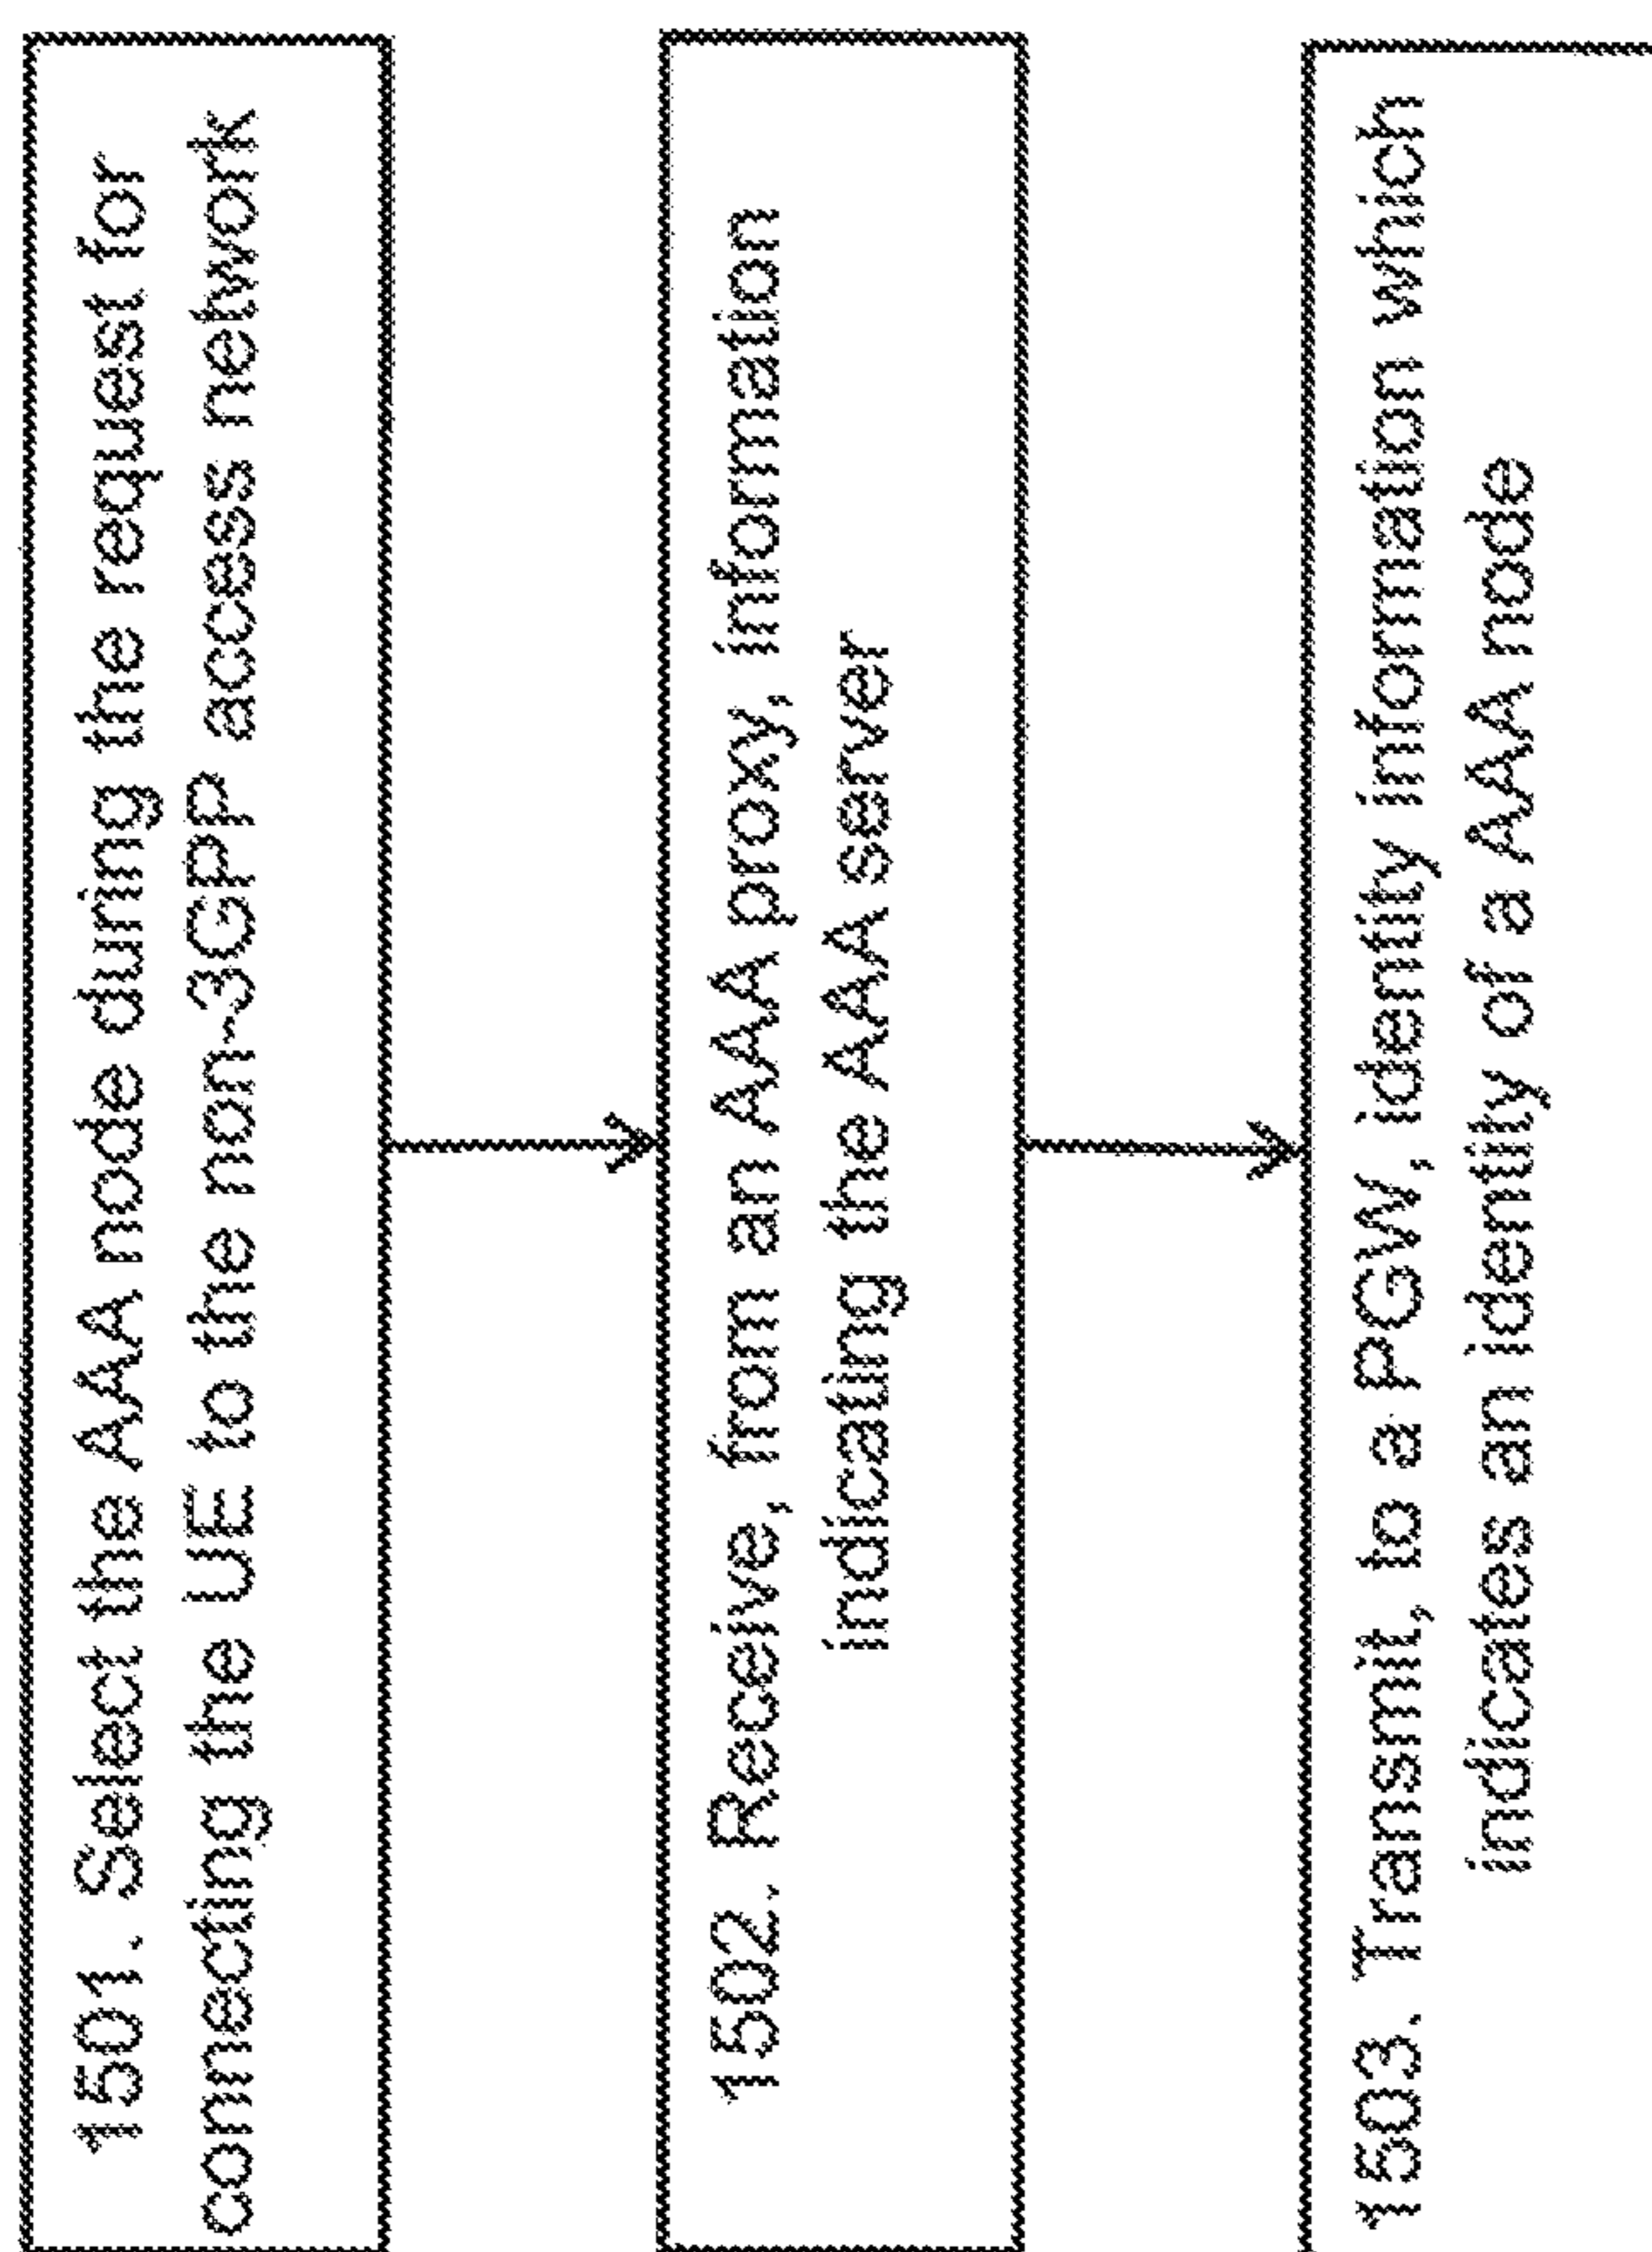 1501. Select the AAA node during the request for
connecting the UE to the non-3GPP access network
1502. Receive, from an AAA proxy, information
indicating the AAA server
1503. Transmit, to a PGW, identity information which
indicates an identity of a AAA node